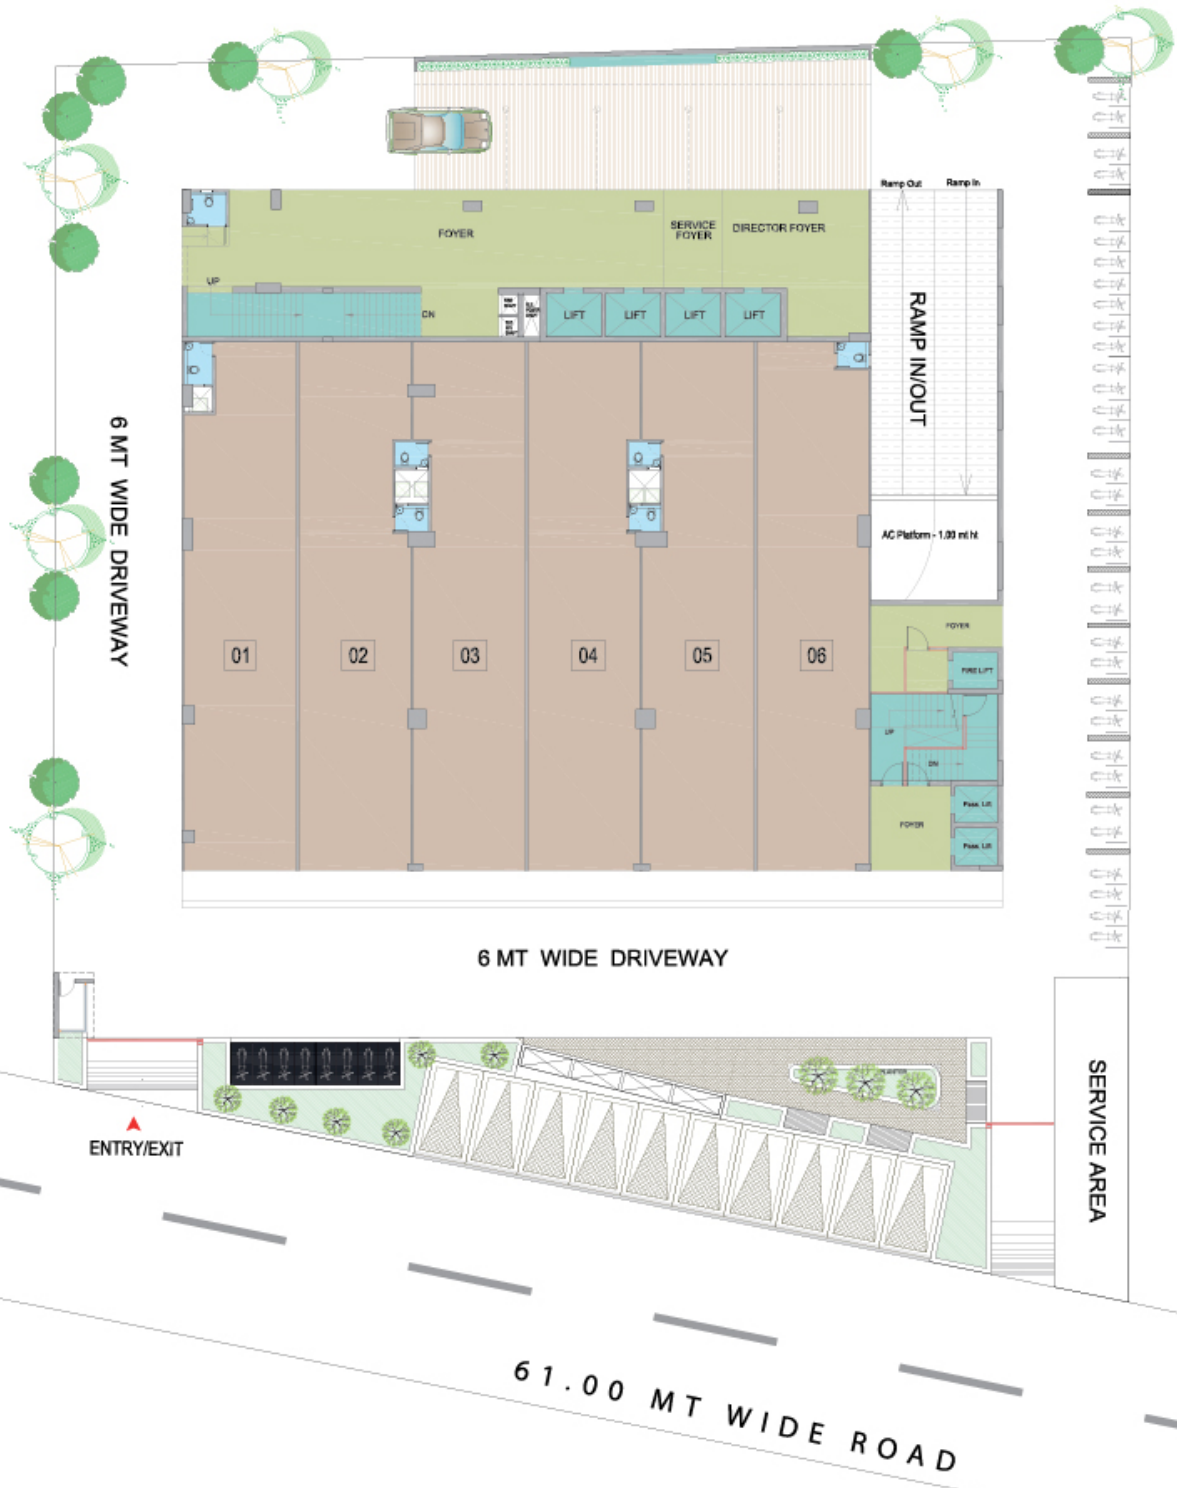 Ramp Out
Ramp In
FOYER
SERVICE
FOYER
DIRECTOR FOYER
UP
DN
LIFT
LIFT
LIFT
LIFT
RAMP IN/OUT
6 MT WIDE DRIVEWAY
AC Platform - 1.00 mt ht
FOYER
01
02
03
04
05
06
FIRE LIFT
UP
DN
Pass. Lift
FOYER
Pass. Lift
6 MT WIDE DRIVEWAY
PLANTER
SERVICE AREA
ENTRY/EXIT
61.00 MT WIDE ROAD